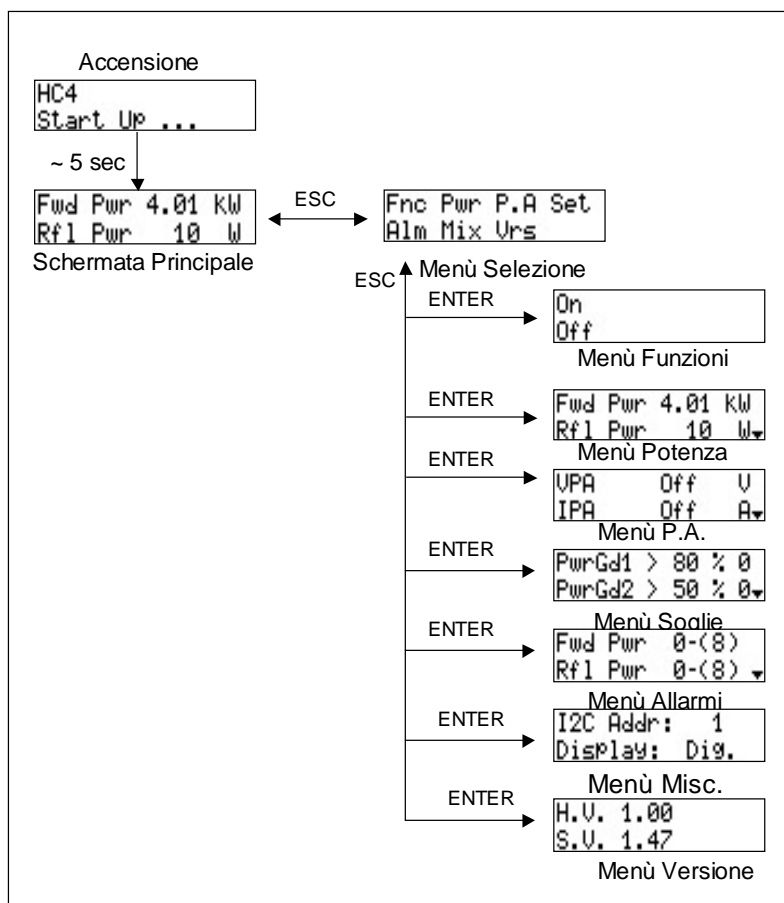 Accensione
HC4
Start Up ...
~ 5 sec
Fwd Pwr 4.01 KW
Rfl Pwr 10 W
Schermata Principale
ESC
Fnc Pwr P.A Set
Alm Mix Vrs
Menù Selezione
ESC
ENTER
On
Off
Menù Funzioni
ENTER
Fwd Pwr 4.01 KW
Rfl Pwr 10 W
Menù Potenza
ENTER
VPA Off V
IPA Off A
Menù P.A.
ENTER
PwrGd1 > 80 % 0
PwrGd2 > 50 % 0
Menù Soglie
ENTER
Fwd Pwr 0-(8)
Rfl Pwr 0-(8)
Menù Allarmi
ENTER
I2C Addr: 1
Display: Dig.
Menù Misc.
ENTER
H.V. 1.00
S.V. 1.47
Menù Versione